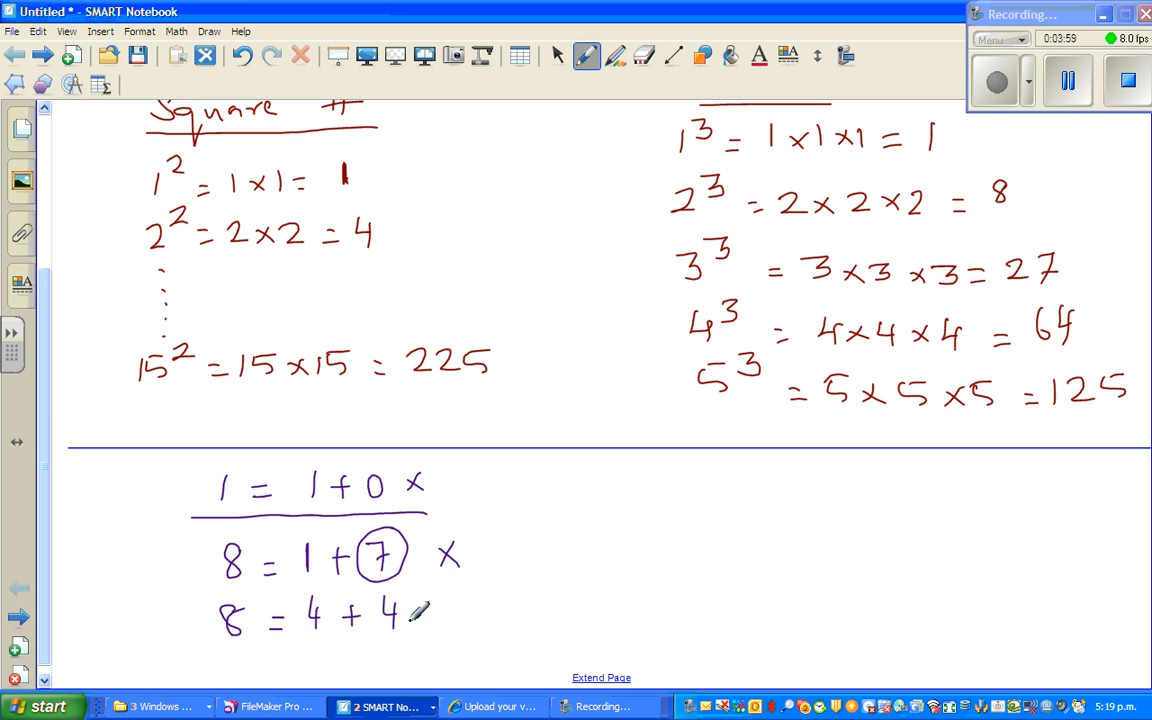 Untitled * - SMART Notebook
File Edit View Insert Format Math Draw Help
Recording...
Menu
0:03:59
8.0 fps
Square #
1² = 1 × 1 = 1
2² = 2 × 2 = 4
15² = 15 × 15 = 225
1³ = 1 × 1 × 1 = 1
2³ = 2 × 2 × 2 = 8
3³ = 3 × 3 × 3 = 27
4³ = 4 × 4 × 4 = 64
5³ = 5 × 5 × 5 = 125
1 = 1 + 0 ×
8 = 1 + 7 ×
8 = 4 + 4
Extend Page
start
3 Windows ...
FileMaker Pro ...
2 SMART No...
Upload your v...
Recording...
5:19 p.m.